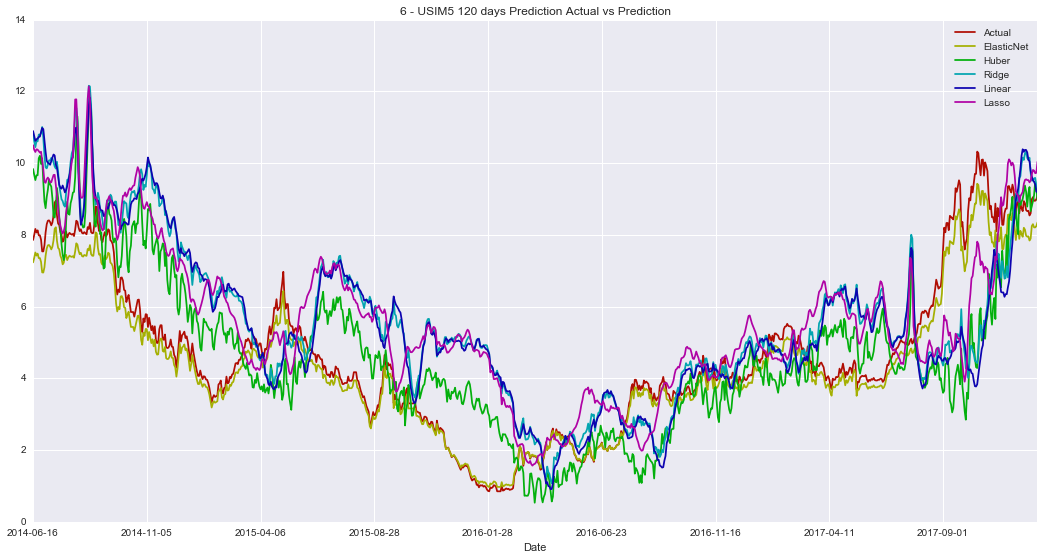 6 - USIM5 120 days Prediction Actual vs Prediction
14
12
10
8
6
4
2
0
Actual
ElasticNet
Huber
Ridge
Linear
Lasso
2014-06-16 2014-11-05 2015-04-06 2015-08-28 2016-01-28 2016-06-23 2016-11-16 2017-04-11 2017-09-01
Date